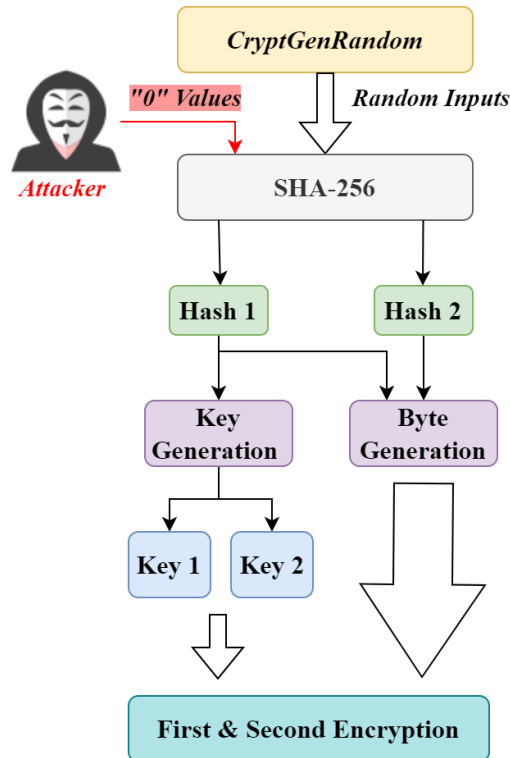 CryptGenRandom
"0" Values
Random Inputs
Attacker
SHA-256
Hash 1
Hash 2
Key
Generation
Byte
Generation
Key 1
Key 2
First & Second Encryption